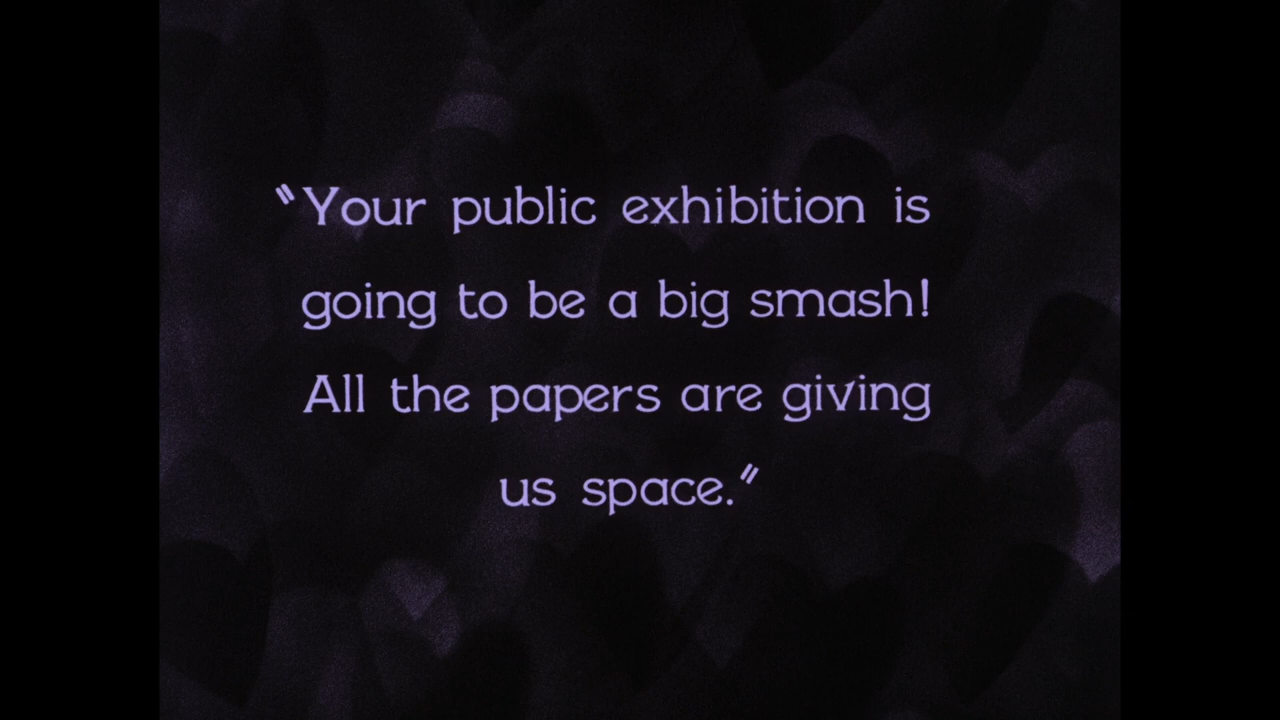 "Your public exhibition is
going to be a big smash!
All the papers are giving
us space."